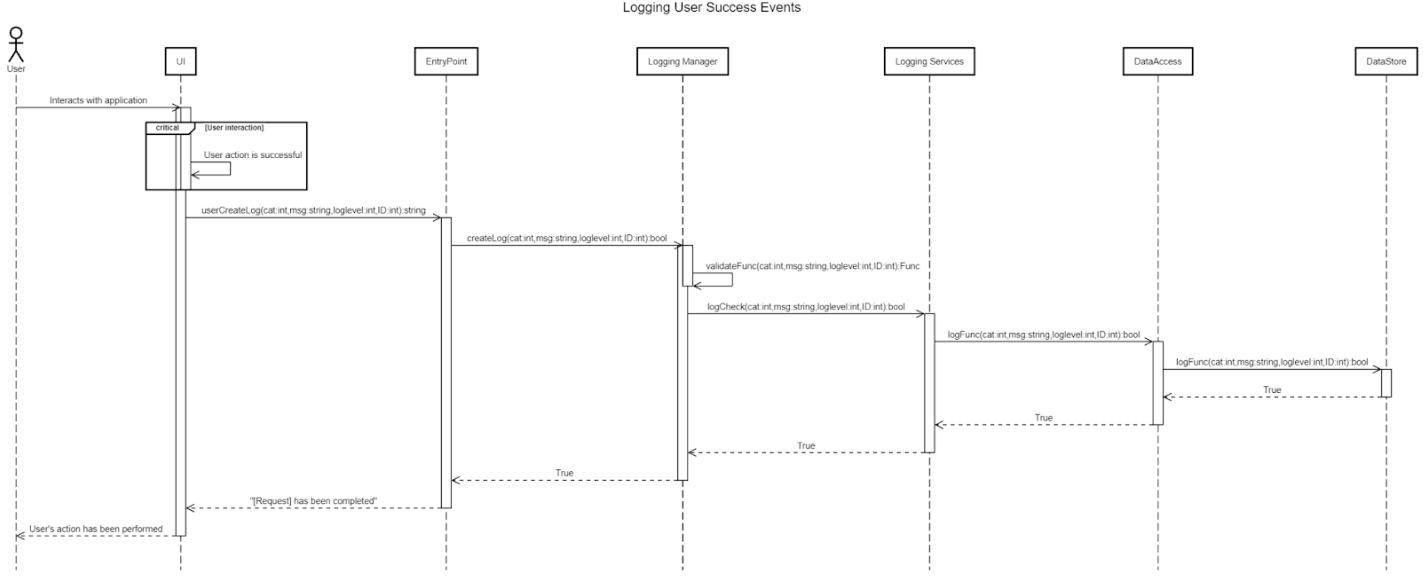 Logging User Success Events
User
UI
EntryPoint
Logging Manager
Logging Services
DataAccess
DataStore
Interacts with application
critical
[User interaction]
User action is successful
userCreateLog(cat:int,msg:string,loglevel:int,ID:int):string
createLog(cat:int,msg:string,loglevel:int,ID:int):bool
validateFunc(cat:int,msg:string,loglevel:int,ID:int):Func
logCheck(cat:int,msg:string,loglevel:int,ID:int):bool
logFunc(cat:int,msg:string,loglevel:int,ID:int):bool
logFunc(cat:int,msg:string,loglevel:int,ID:int):bool
True
True
True
True
"[Request] has been completed"
User's action has been performed